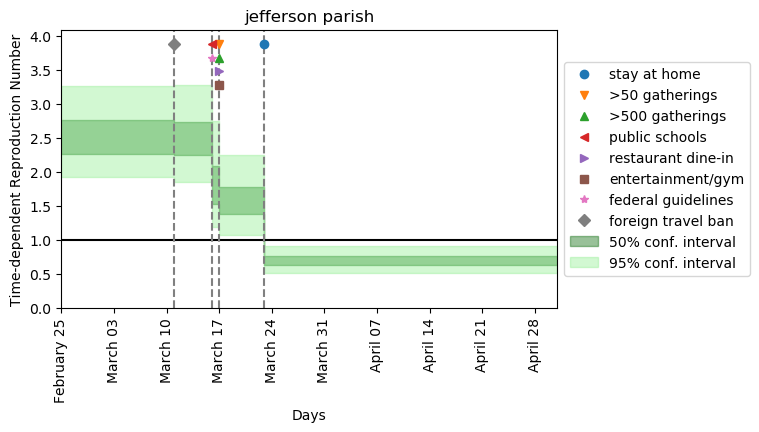 jefferson parish
Time-dependent Reproduction Number
4.0
3.5
3.0
2.5
2.0
1.5
1.0
0.5
0.0
February 25
March 03
March 10
March 17
March 24
March 31
April 07
April 14
April 21
April 28
Days
stay at home
>50 gatherings
>500 gatherings
public schools
restaurant dine-in
entertainment/gym
federal guidelines
foreign travel ban
50% conf. interval
95% conf. interval